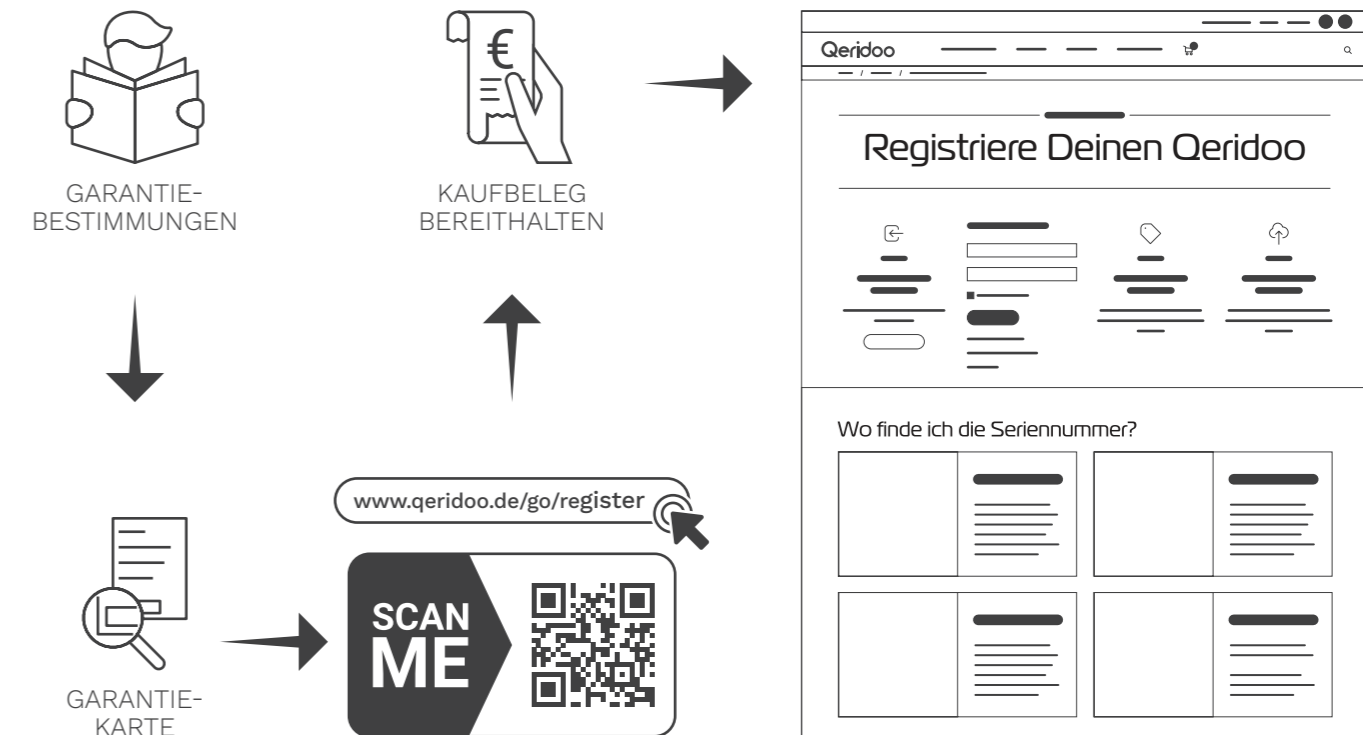 GARANTIE-
BESTIMMUNGEN
GARANTIE-
KARTE
www.qeridoo.de/go/register
SCAN
ME
€
KAUFBELEG
BEREITHALTEN
Qeridoo
Registriere Deinen Qeridoo
Wo finde ich die Seriennummer?